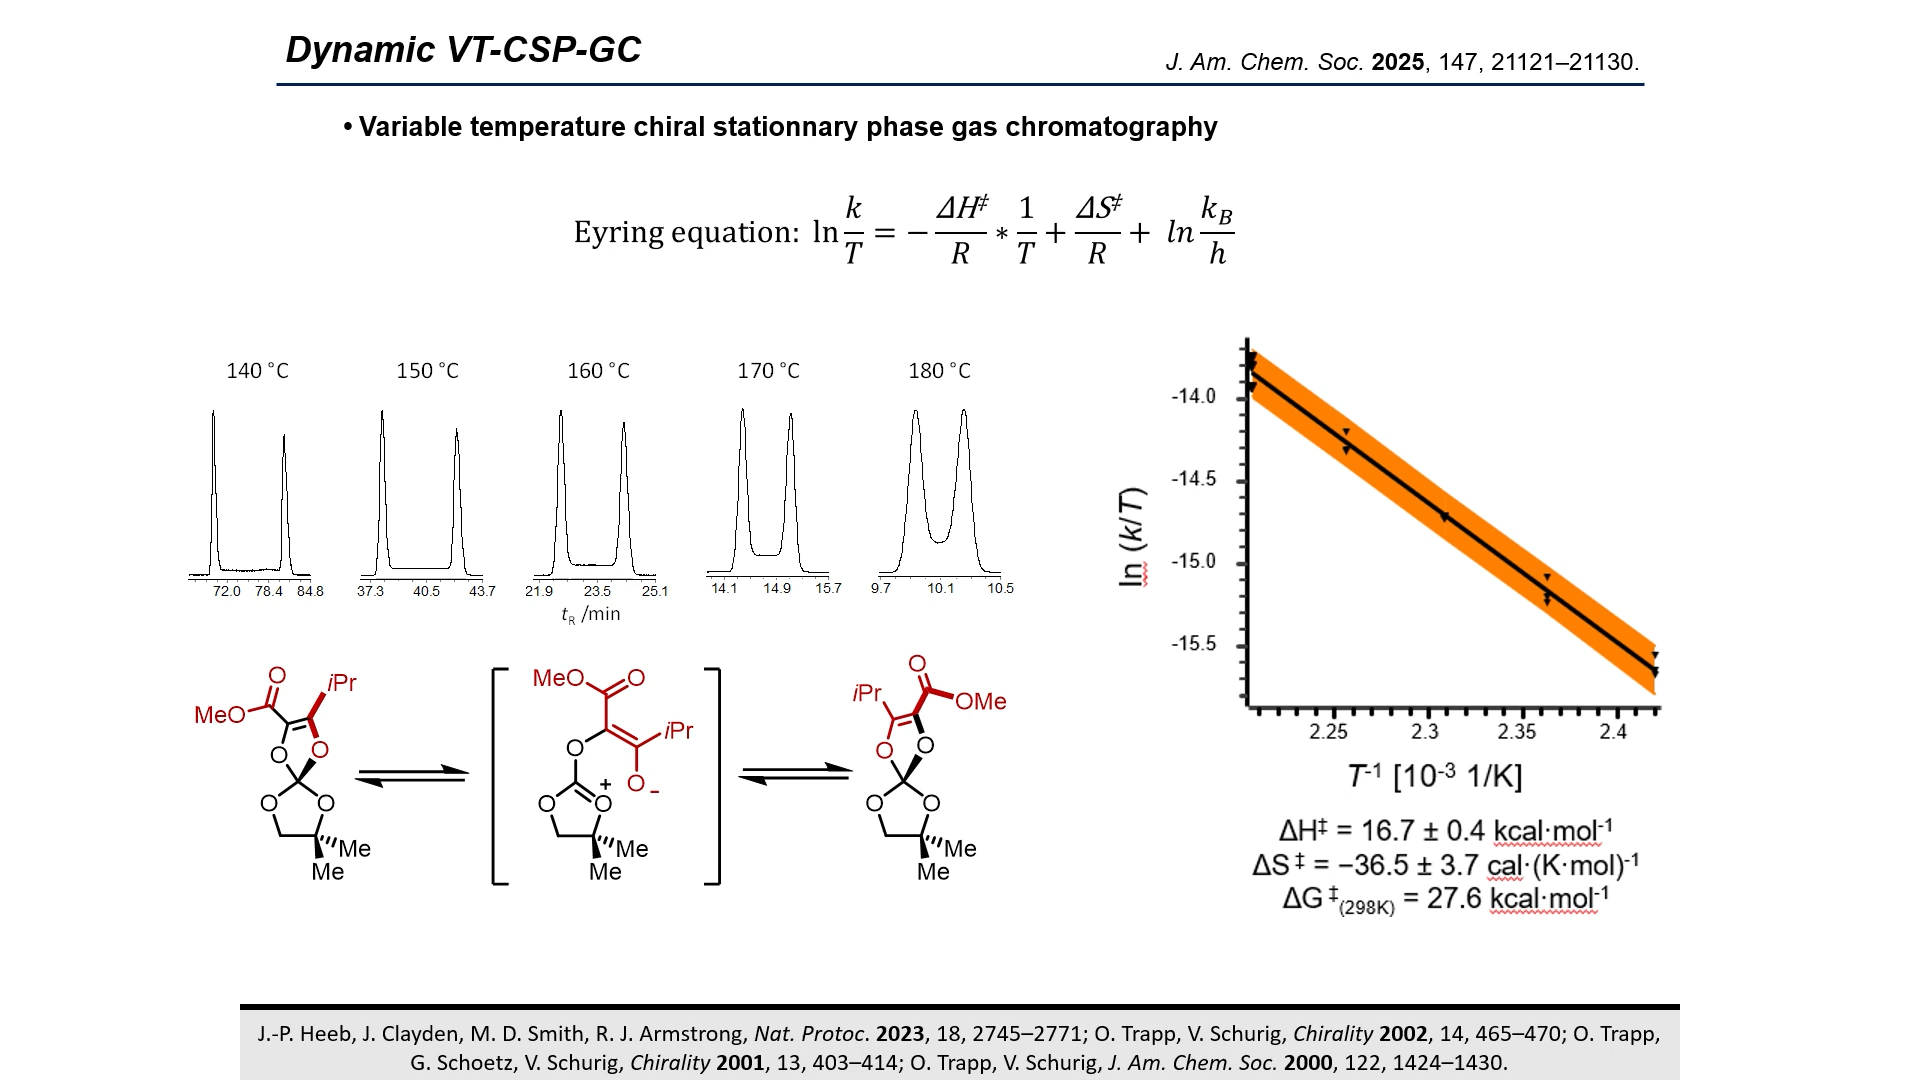 Dynamic VT-CSP-GC
J. Am. Chem. Soc. 2025, 147, 21121–21130.
• Variable temperature chiral stationnary phase gas chromatography
Eyring equation: ln k/T = − ΔH‡/R * 1/T + ΔS‡/R + ln kB/h
140 °C 150 °C 160 °C 170 °C 180 °C
72.0 78.4 84.8 37.3 40.5 43.7 21.9 23.5 25.1 14.1 14.9 15.7 9.7 10.1 10.5
tR /min
O
iPr
MeO
O
O
O
O
Me
Me
MeO
O
iPr
O
O
−
+
O
O
Me
Me
O
iPr
OMe
O
O
O
O
Me
Me
ln (k/T)
-14.0
-14.5
-15.0
-15.5
2.25 2.3 2.35 2.4
T-1 [10-3 1/K]
ΔH‡ = 16.7 ± 0.4 kcal·mol-1
ΔS‡ = −36.5 ± 3.7 cal·(K·mol)-1
ΔG‡(298K) = 27.6 kcal·mol-1
J.-P. Heeb, J. Clayden, M. D. Smith, R. J. Armstrong, Nat. Protoc. 2023, 18, 2745–2771; O. Trapp, V. Schurig, Chirality 2002, 14, 465–470; O. Trapp,
G. Schoetz, V. Schurig, Chirality 2001, 13, 403–414; O. Trapp, V. Schurig, J. Am. Chem. Soc. 2000, 122, 1424–1430.